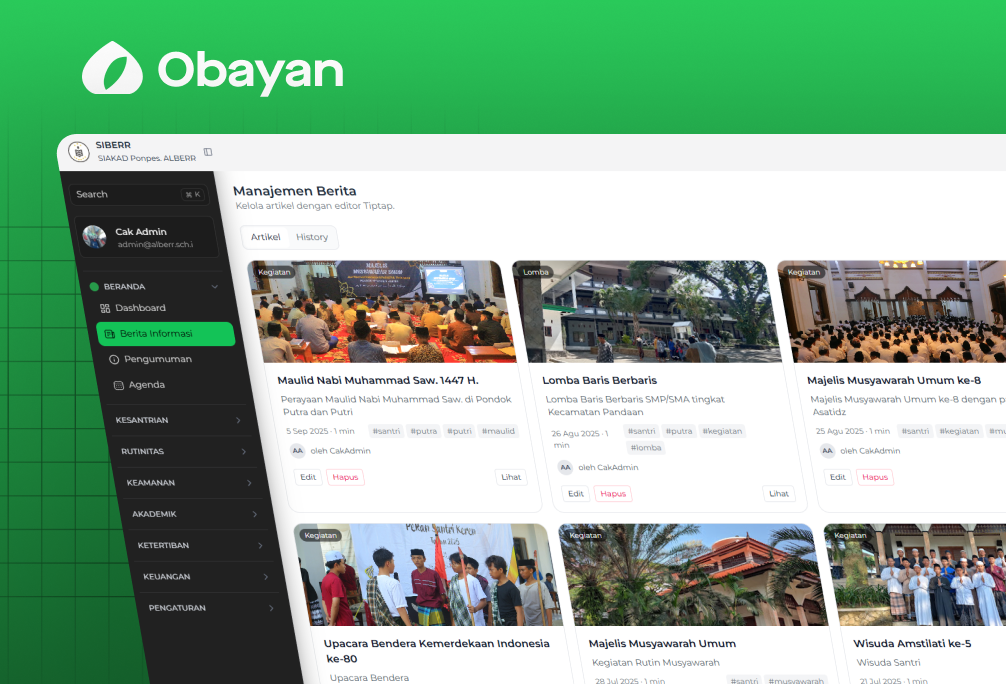 Obayan
SIBERR
SIAKAD Ponpes. ALBERR
Search
⌘ K
Cak Admin
admin@alberr.sch.i
BERANDA
Dashboard
Berita Informasi
Pengumuman
Agenda
KESANTRIAN
RUTINITAS
KEAMANAN
AKADEMIK
KETERTIBAN
KEUANGAN
PENGATURAN
Manajemen Berita
Kelola artikel dengan editor Tiptap.
Artikel
History
Kegiatan
Maulid Nabi Muhammad Saw. 1447 H.
Perayaan Maulid Nabi Muhammad Saw. di Pondok
Putra dan Putri
5 Sep 2025 · 1 min
#santri #putra #putri #maulid
AA oleh CakAdmin
Edit Hapus Lihat
Lomba
Lomba Baris Berbaris
Lomba Baris Berbaris SMP/SMA tingkat
Kecamatan Pandaan
26 Agu 2025 · 1
min
#santri #putra #kegiatan
#lomba
AA oleh CakAdmin
Edit Hapus Lihat
Kegiatan
Majelis Musyawarah Umum ke-8
Majelis Musyawarah Umum ke-8 dengan p
Asatidz
25 Agu 2025 · 1 min
#santri #kegiatan #mu
AA oleh CakAdmin
Edit Hapus
Kegiatan
Upacara Bendera Kemerdekaan Indonesia
ke-80
Upacara Bendera
Kegiatan
Majelis Musyawarah Umum
Kegiatan Rutin Musyawarah
28 Jul 2025 · 1 min
#santri #musyawarah
Kegiatan
Wisuda Amstilati ke-5
Wisuda Santri
21 Jul 2025 · 1 min